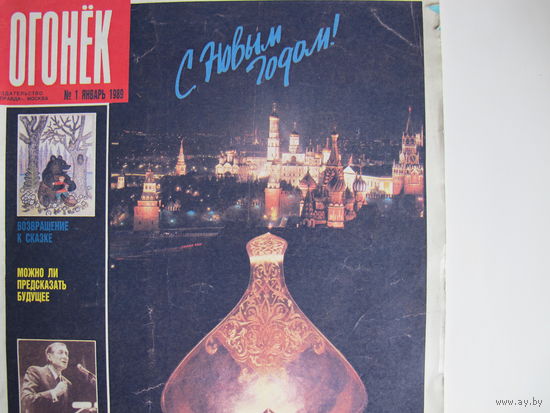 ОГОНЁК
ИЗДАТЕЛЬСТВО
«ПРАВДА», МОСКВА
№ 1 ЯНВАРЬ 1989
С Новым
годом!
ВОЗВРАЩЕНИЕ
К СКАЗКЕ
МОЖНО ЛИ
ПРЕДСКАЗАТЬ
БУДУЩЕЕ
www.ay.by